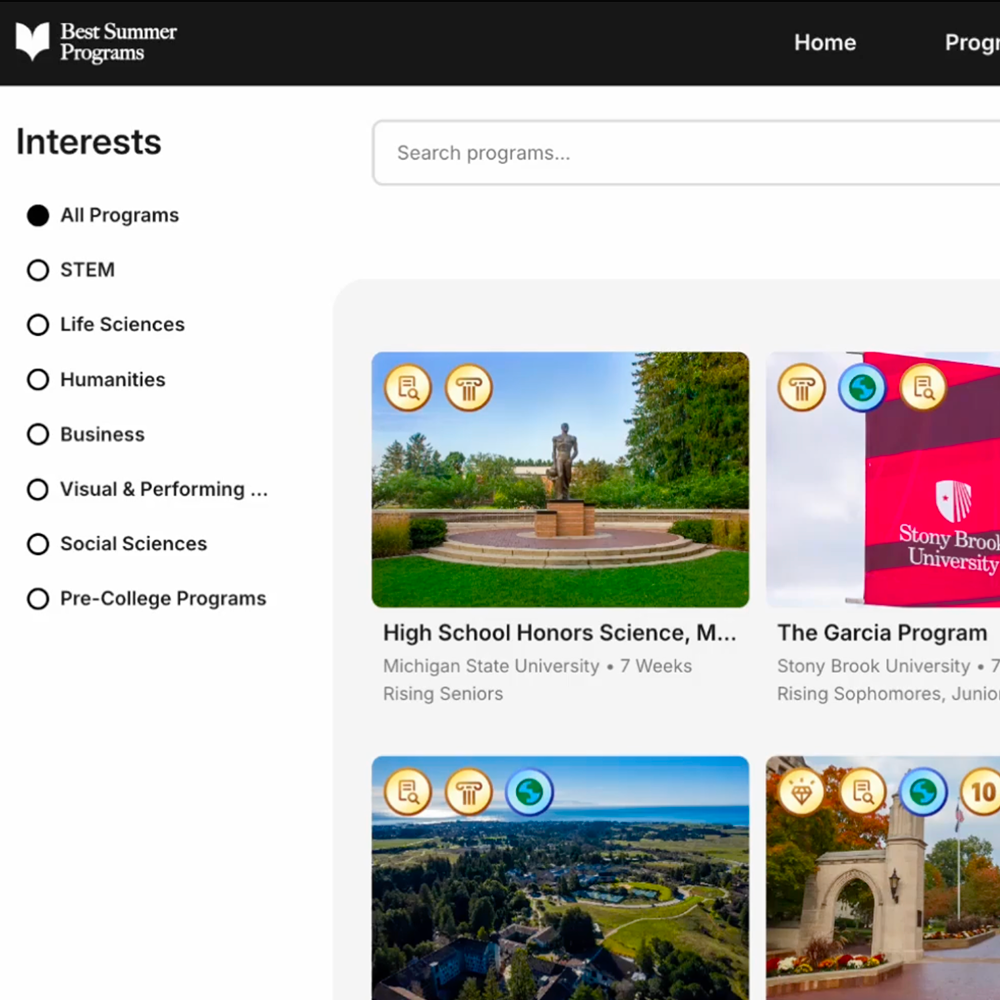 Best Summer
Programs
Home
Progr
Interests
Search programs...
All Programs
STEM
Life Sciences
Humanities
Business
Visual & Performing ...
Social Sciences
Pre-College Programs
Stony Brook
University
High School Honors Science, M...
Michigan State University • 7 Weeks
Rising Seniors
The Garcia Program
Stony Brook University • 7
Rising Sophomores, Junio
10